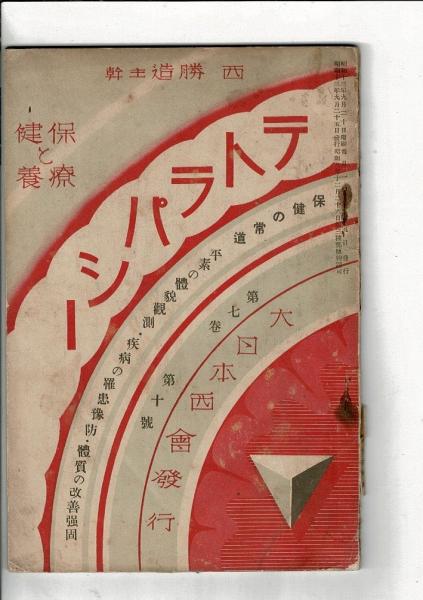 西勝造主幹
保健と
療養
テトラパシー
保健の常道
平素の體貌觀測・疾病の罹患豫防・體質の改善强固
第七卷 第十號
大日本西會發行